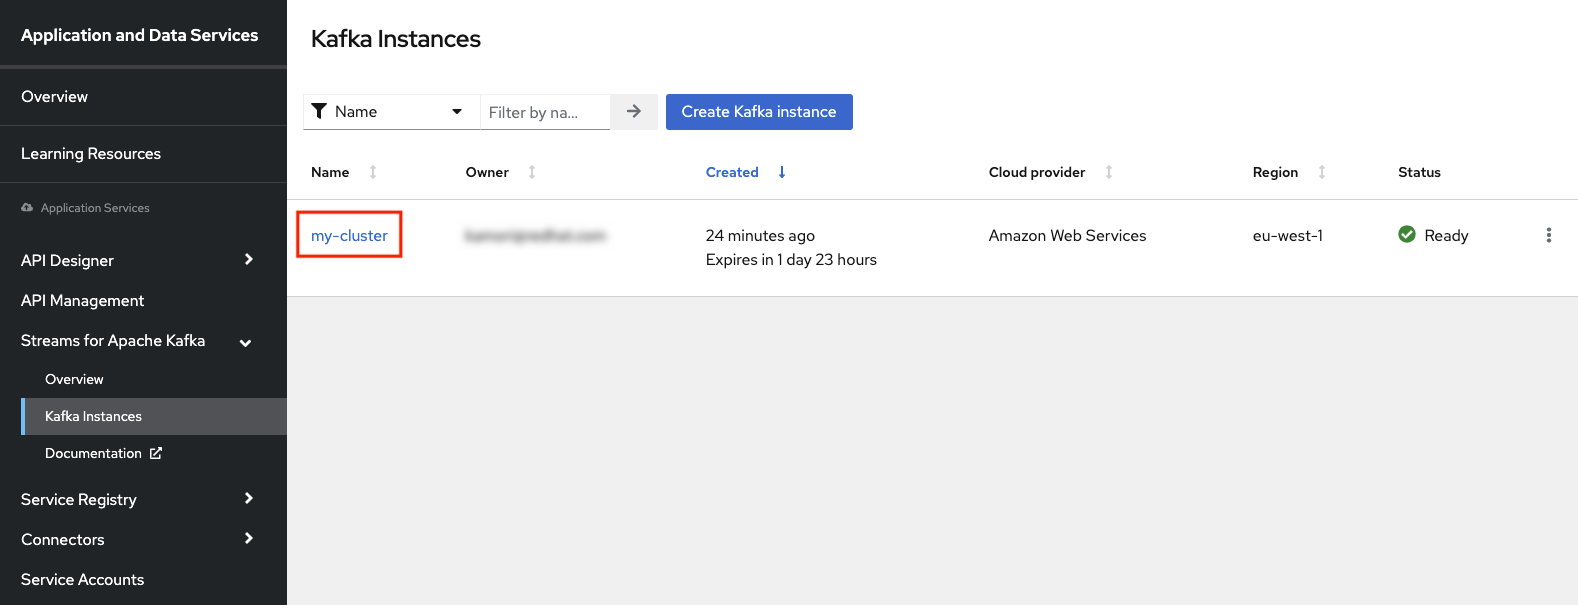 Application and Data Services
Overview
Learning Resources
Application Services
API Designer
API Management
Streams for Apache Kafka
Overview
Kafka Instances
Documentation
Service Registry
Connectors
Service Accounts
Kafka Instances
Name Filter by na... Create Kafka instance
Name Owner Created Cloud provider Region Status
my-cluster 24 minutes ago Amazon Web Services eu-west-1 Ready
Expires in 1 day 23 hours